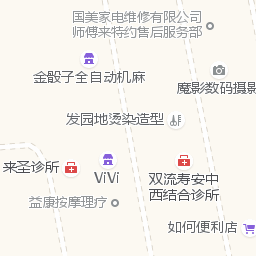 国美家电维修有限公司
师傅来特约售后服务部
金骰子全自动机麻
魔影数码摄影
发园地烫染造型
来圣诊所
ViVi
双流寿安中
西结合诊所
益康按摩理疗
如何便利店